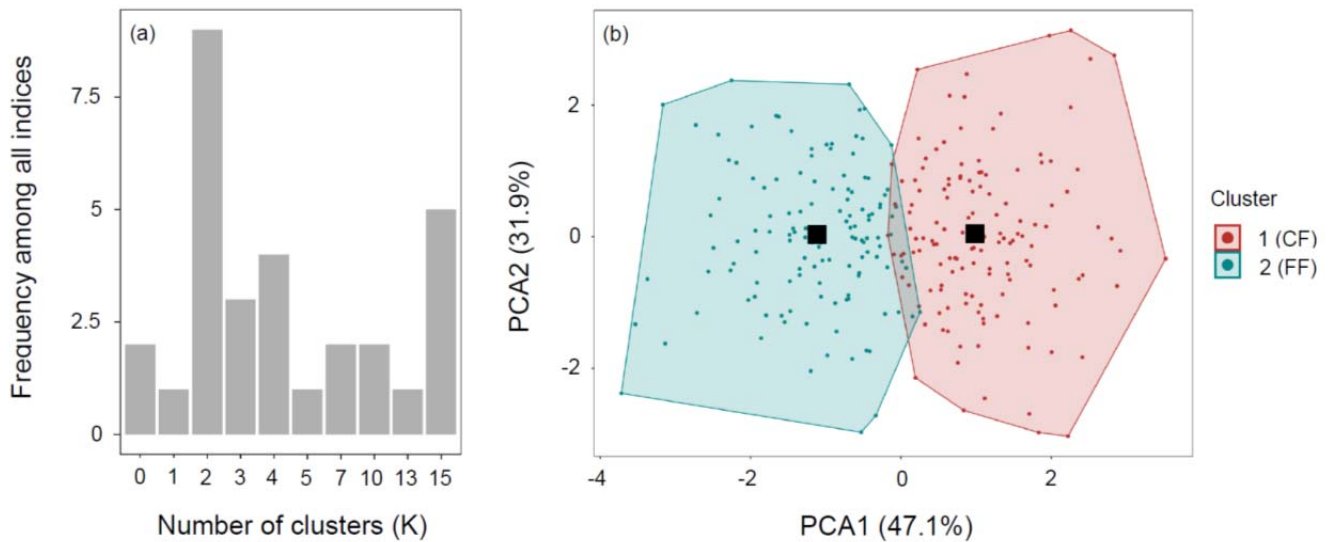 (a)
Frequency among all indices
7.5
5
2.5
0
0 1 2 3 4 5 7 10 13 15
Number of clusters (K)
(b)
PCA2 (31.9%)
2
0
-2
-4 -2 0 2
PCA1 (47.1%)
Cluster
1 (CF)
2 (FF)